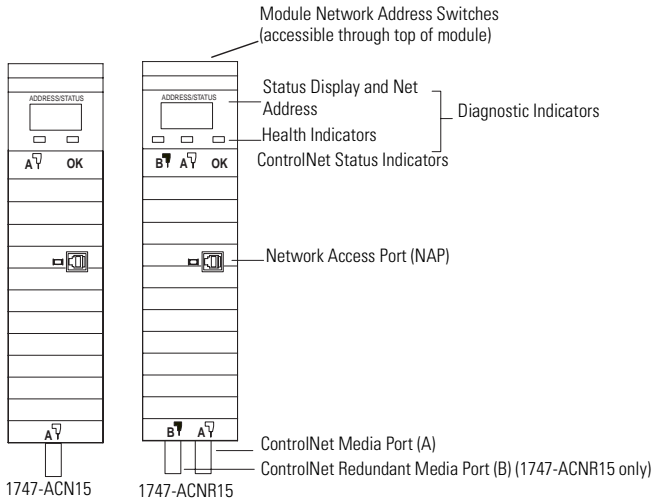 Module Network Address Switches
(accessible through top of module)
ADDRESS/STATUS
ADDRESS/STATUS
Status Display and Net
Address
Diagnostic Indicators
Health Indicators
A OK
B A OK
ControlNet Status Indicators
Network Access Port (NAP)
A
B A
ControlNet Media Port (A)
ControlNet Redundant Media Port (B) (1747-ACNR15 only)
1747-ACN15
1747-ACNR15